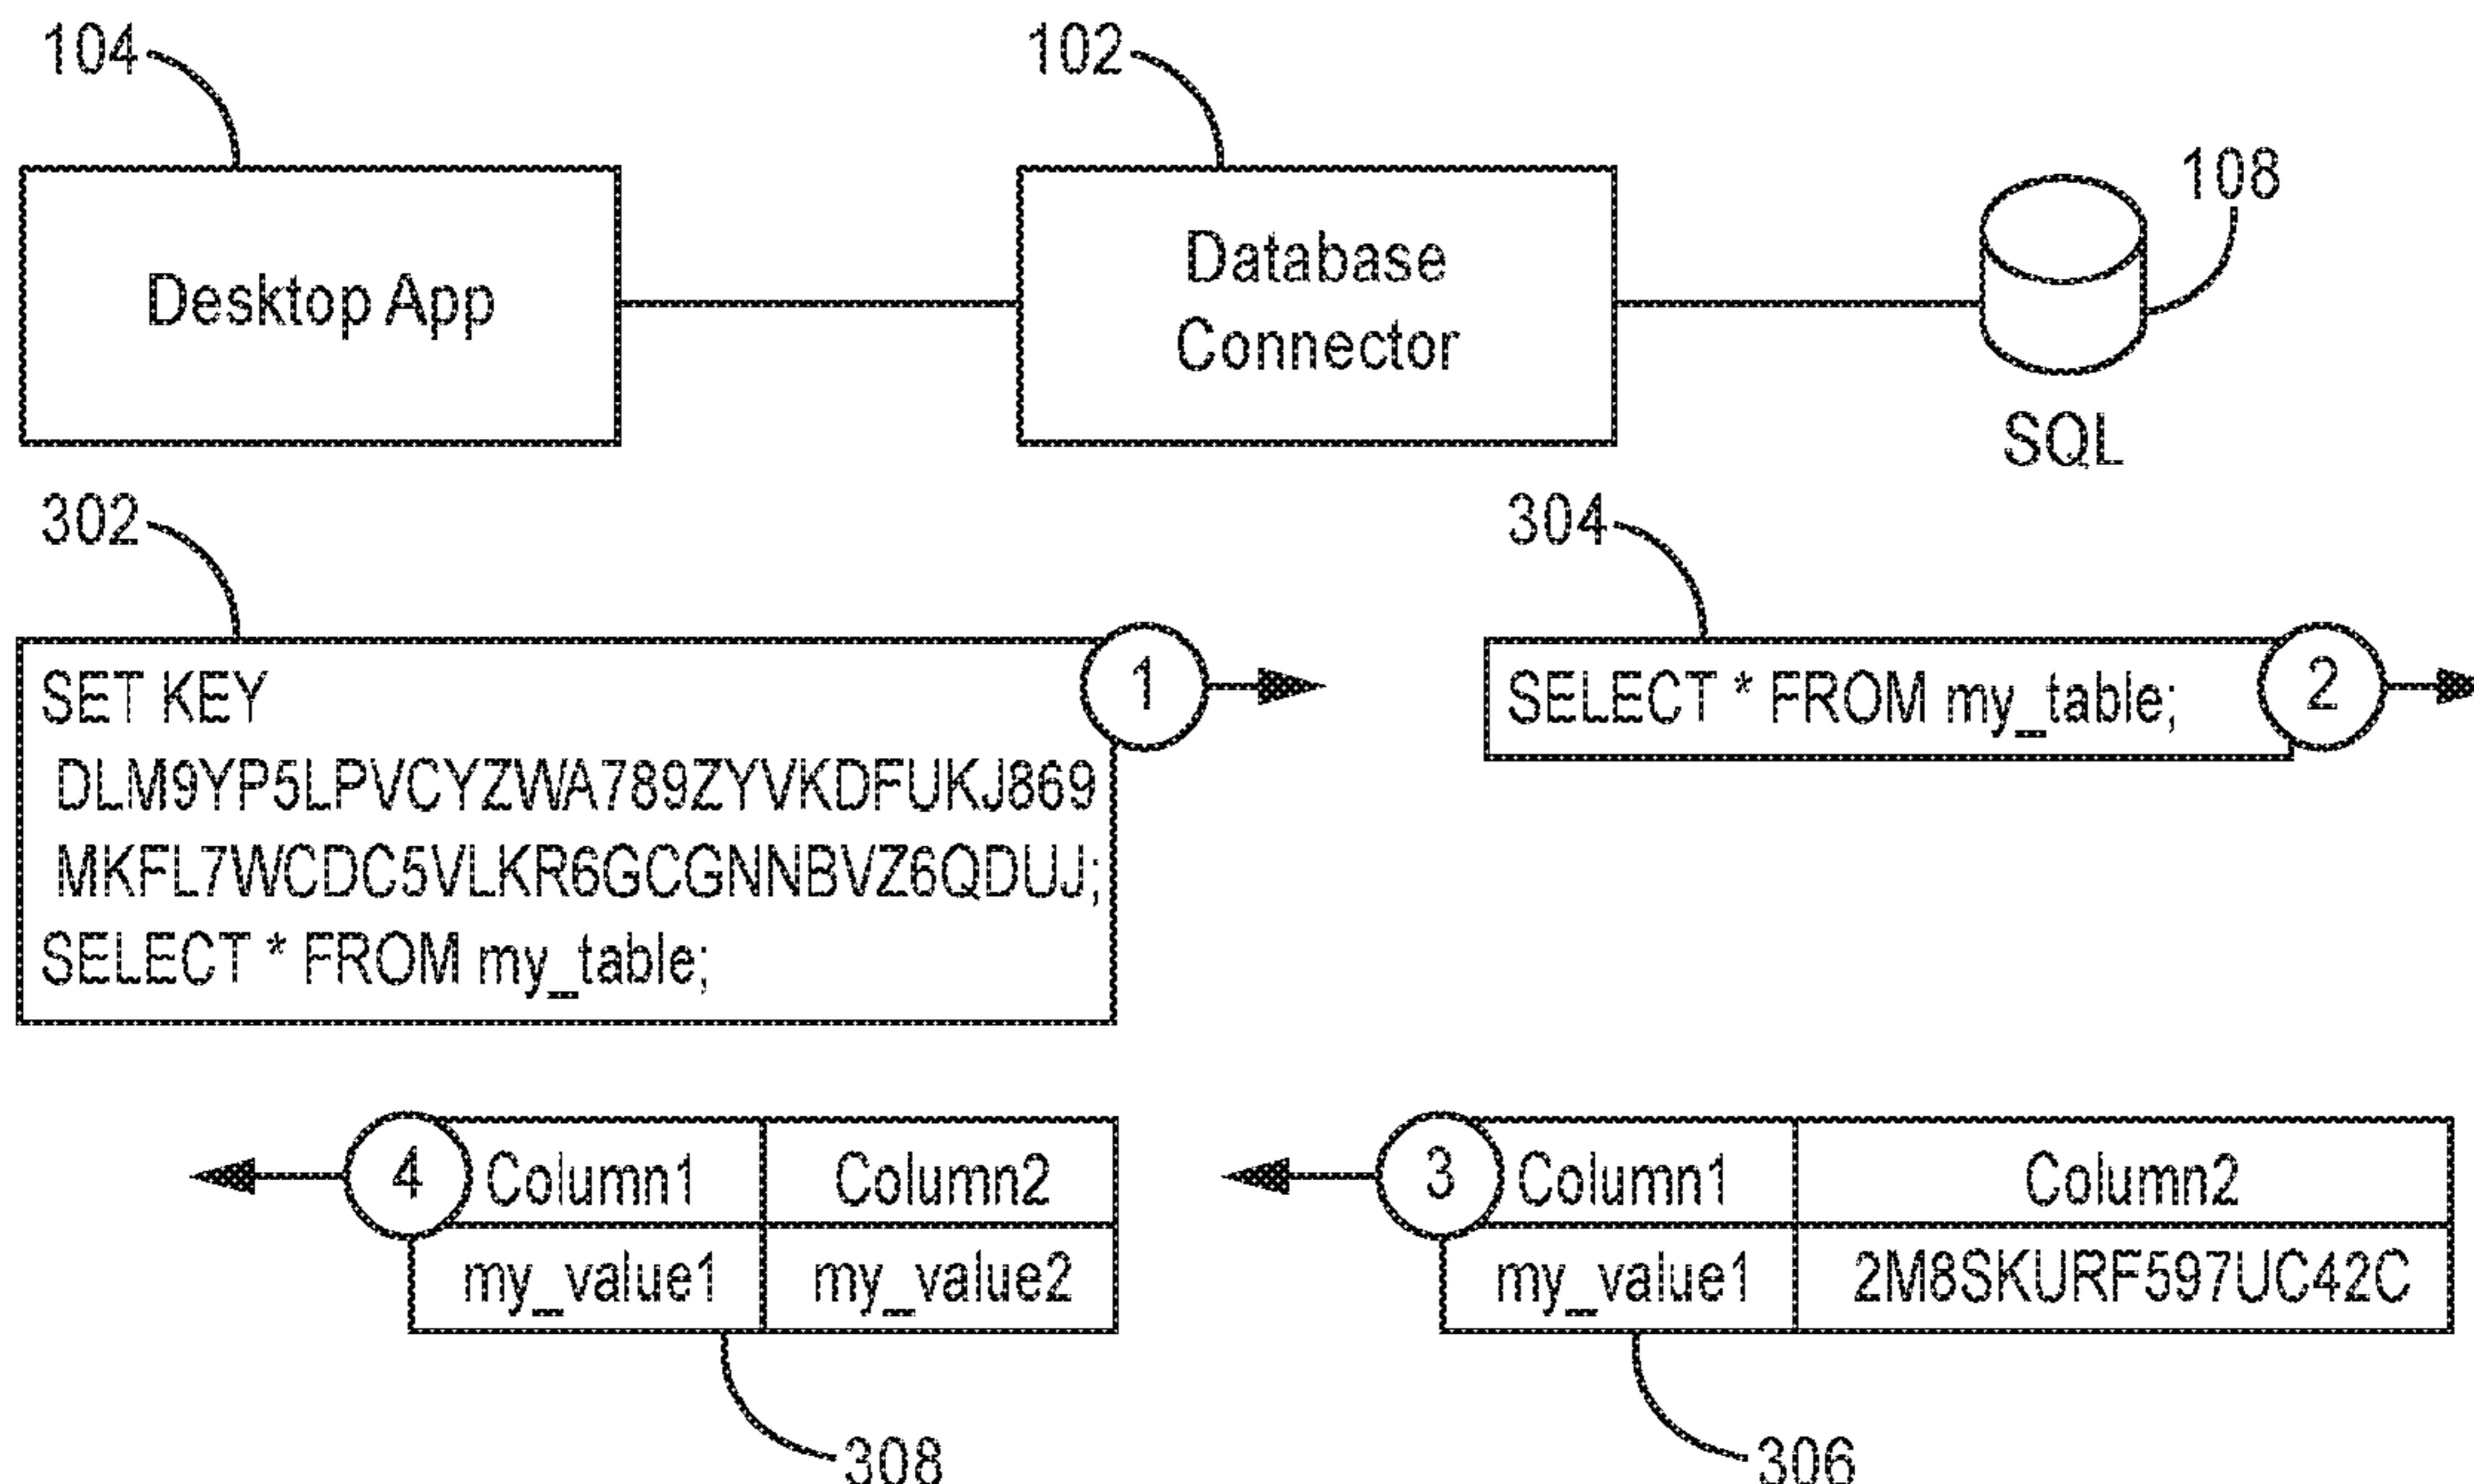 104
102
108
Desktop App
Database
Connector
SQL
302
304
SET KEY
DLM9YP5LPVCYZWA789ZYVKDFUKJ869
MKFL7WCDC5VLKR6GCGNNBVZ6QDUJ;
SELECT * FROM my_table;
1
SELECT * FROM my_table;
2
4
Column1 Column2
my_value1 my_value2
3
Column1 Column2
my_value1 2M8SKURF597UC42C
308
306